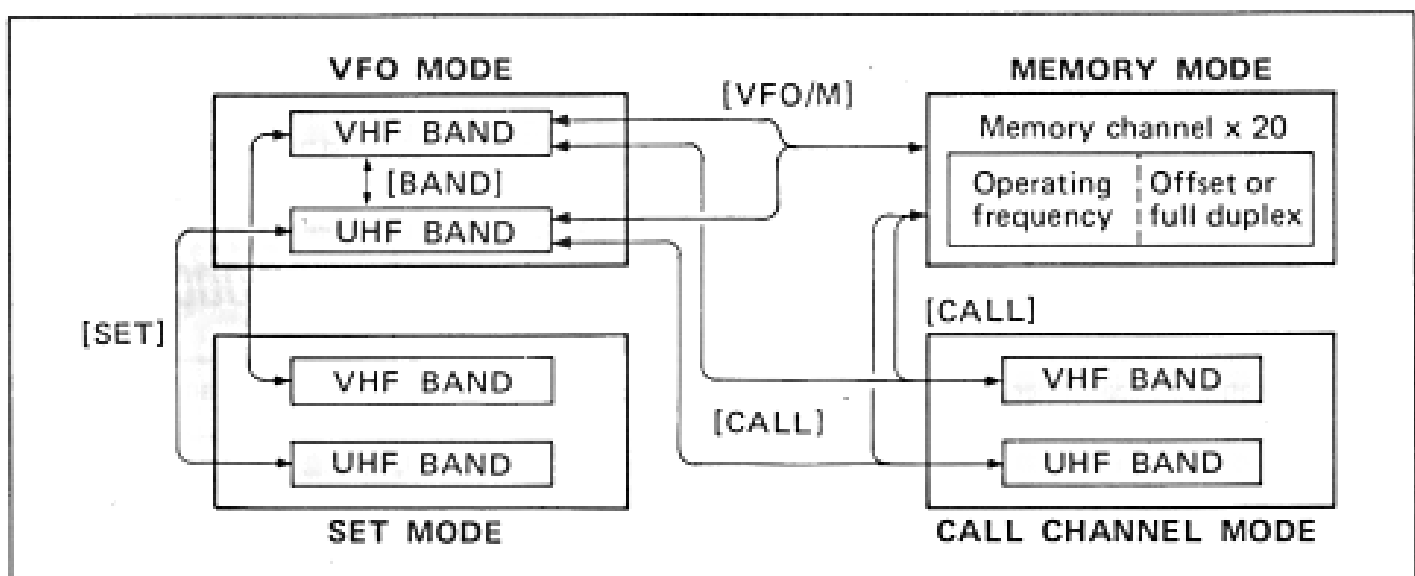 VFO MODE
VHF BAND
[BAND]
UHF BAND
[VFO/M]
MEMORY MODE
Memory channel x 20
Operating
frequency
Offset or
full duplex
[SET]
VHF BAND
UHF BAND
SET MODE
[CALL]
[CALL]
VHF BAND
UHF BAND
CALL CHANNEL MODE